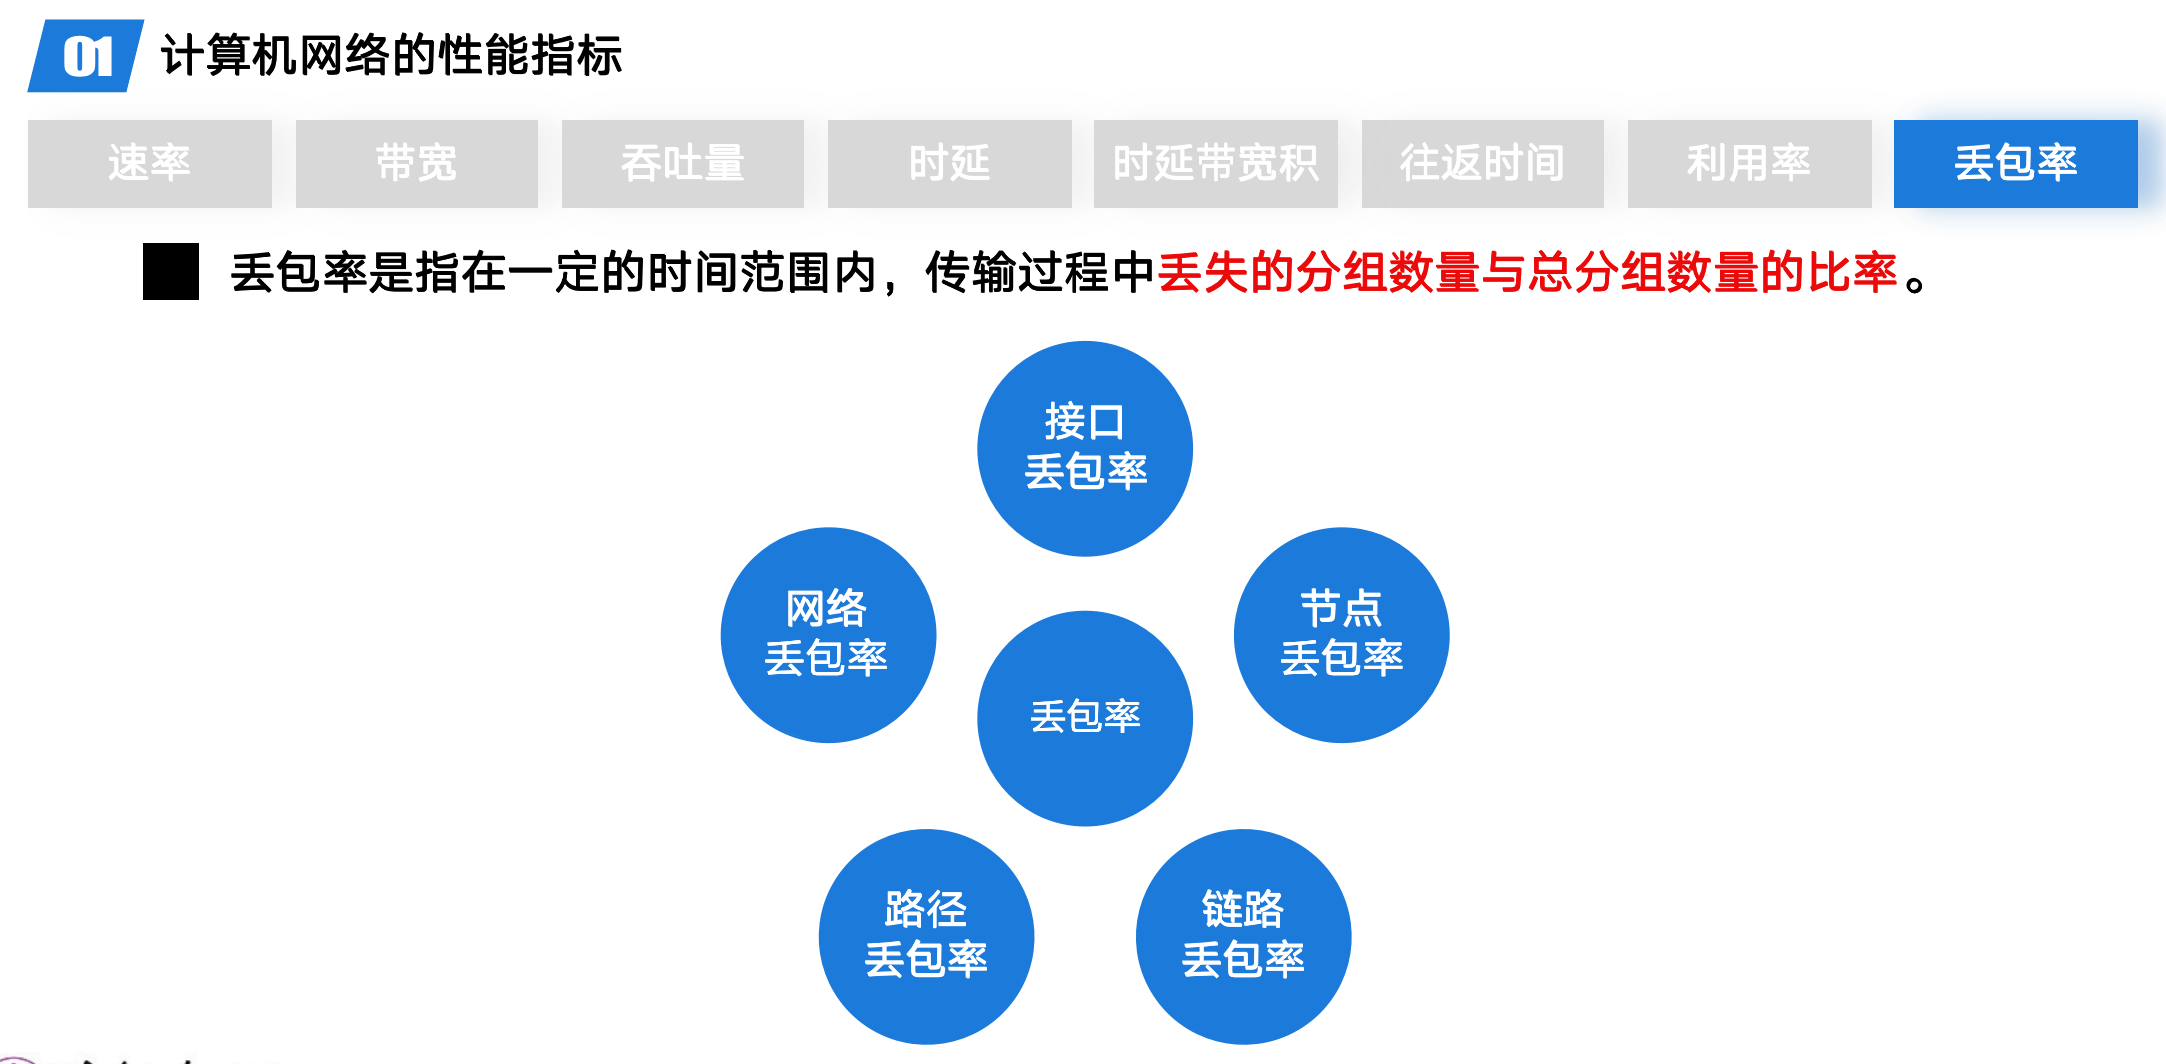 01 计算机网络的性能指标
速率 带宽 吞吐量 时延 时延带宽积 往返时间 利用率 丢包率
丢包率是指在一定的时间范围内，传输过程中丢失的分组数量与总分组数量的比率。
接口
丢包率
网络
丢包率
节点
丢包率
丢包率
路径
丢包率
链路
丢包率